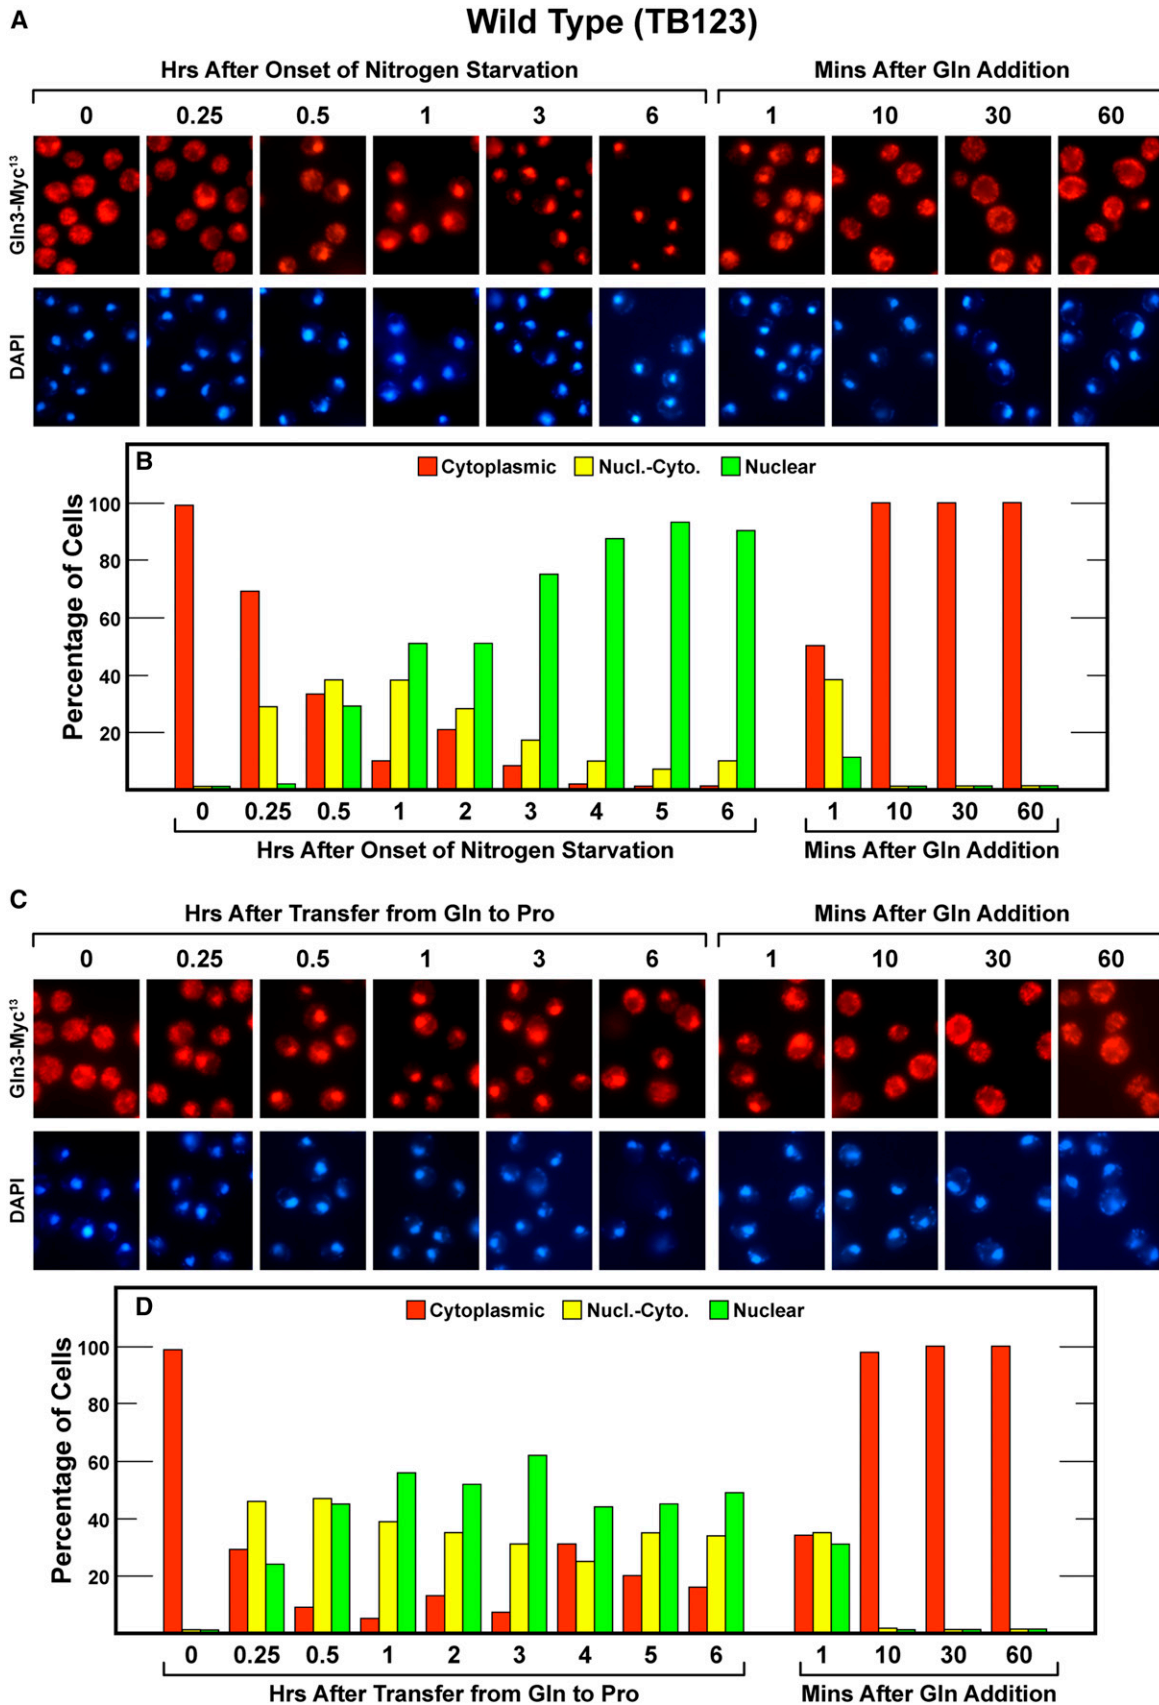 A
Wild Type (TB123)
Hrs After Onset of Nitrogen Starvation Mins After Gln Addition
0 0.25 0.5 1 3 6 1 10 30 60
Gln3-Myc¹³
DAPI
B
Cytoplasmic Nucl.-Cyto. Nuclear
Percentage of Cells
100
80
60
40
20
0 0.25 0.5 1 2 3 4 5 6 1 10 30 60
Hrs After Onset of Nitrogen Starvation Mins After Gln Addition
C
Hrs After Transfer from Gln to Pro Mins After Gln Addition
0 0.25 0.5 1 3 6 1 10 30 60
Gln3-Myc¹³
DAPI
D
Cytoplasmic Nucl.-Cyto. Nuclear
Percentage of Cells
100
80
60
40
20
0 0.25 0.5 1 2 3 4 5 6 1 10 30 60
Hrs After Transfer from Gln to Pro Mins After Gln Addition